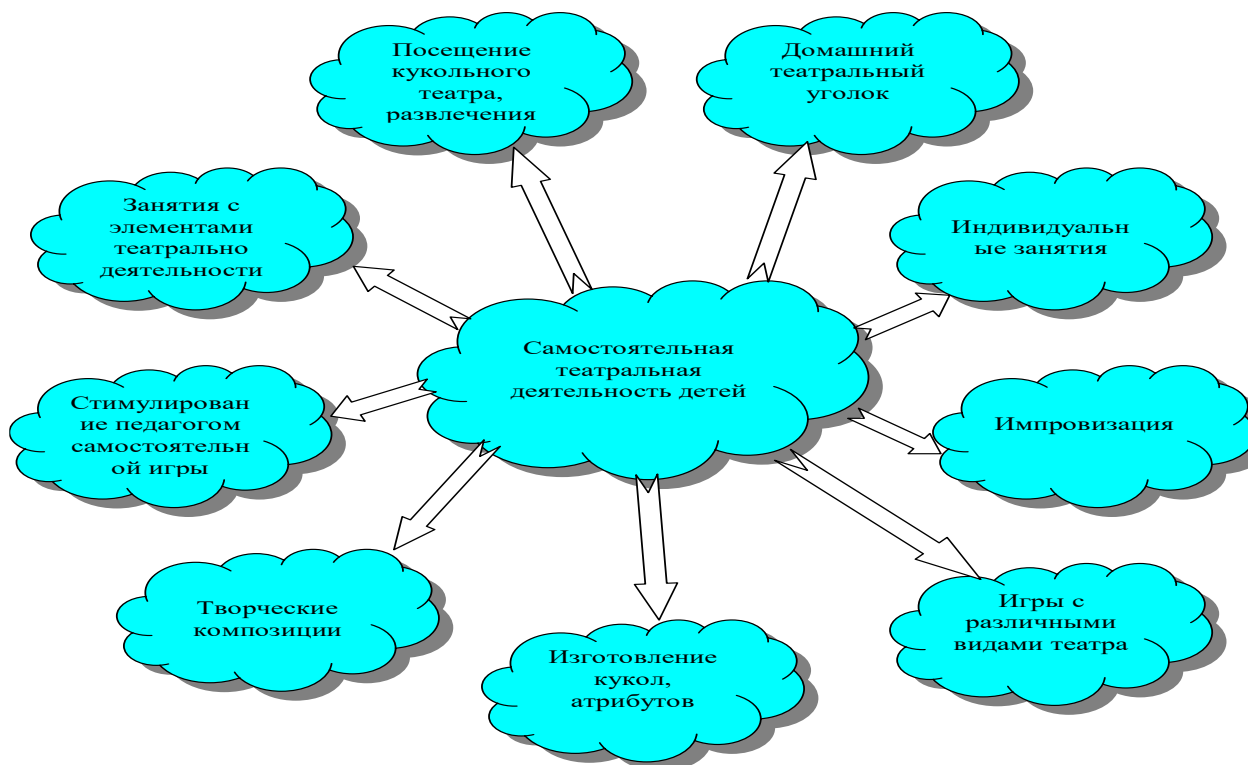 Посещение
кукольного
театра,
развлечения
Домашний
театральный
уголок
Занятия с
элементами
театрально
деятельности
Индивидуальн
ые занятия
Самостоятельная
театральная
деятельность детей
Стимулирован
ие педагогом
самостоятельн
ой игры
Импровизация
Творческие
композиции
Изготовление
кукол,
атрибутов
Игры с
различными
видами театра